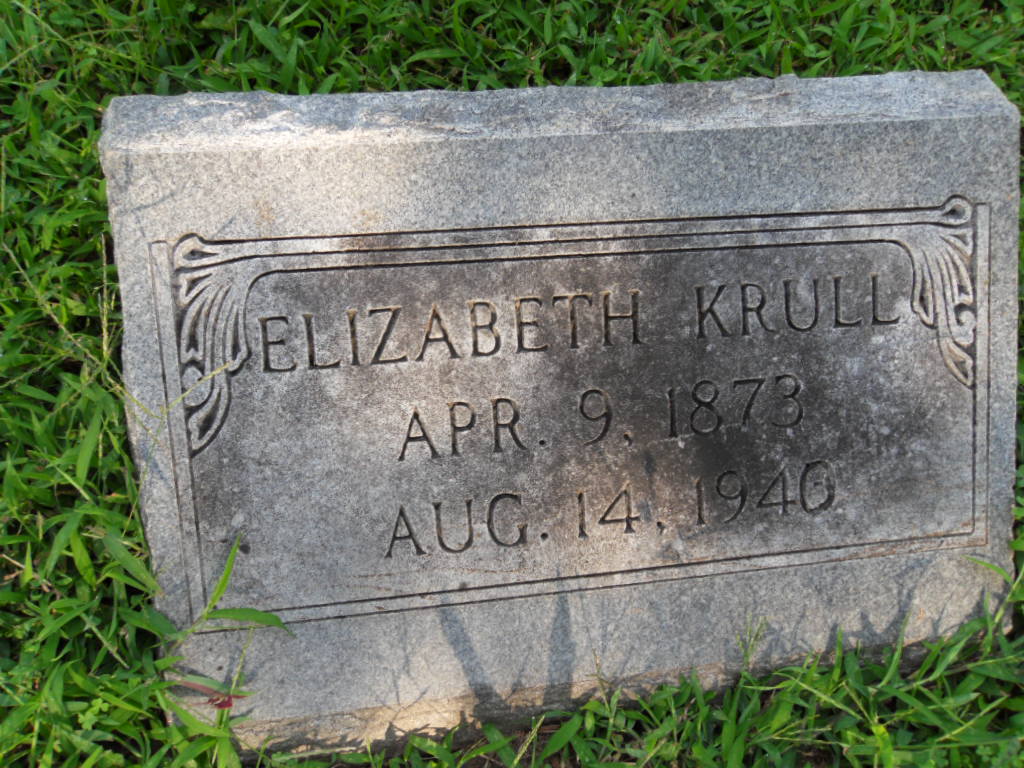 ELIZABETH KRULL
APR. 9, 1873
AUG. 14, 1940